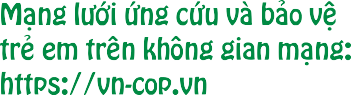 Mạng lưới ứng cứu và bảo vệ
trẻ em trên không gian mạng:
https://vn-cop.vn